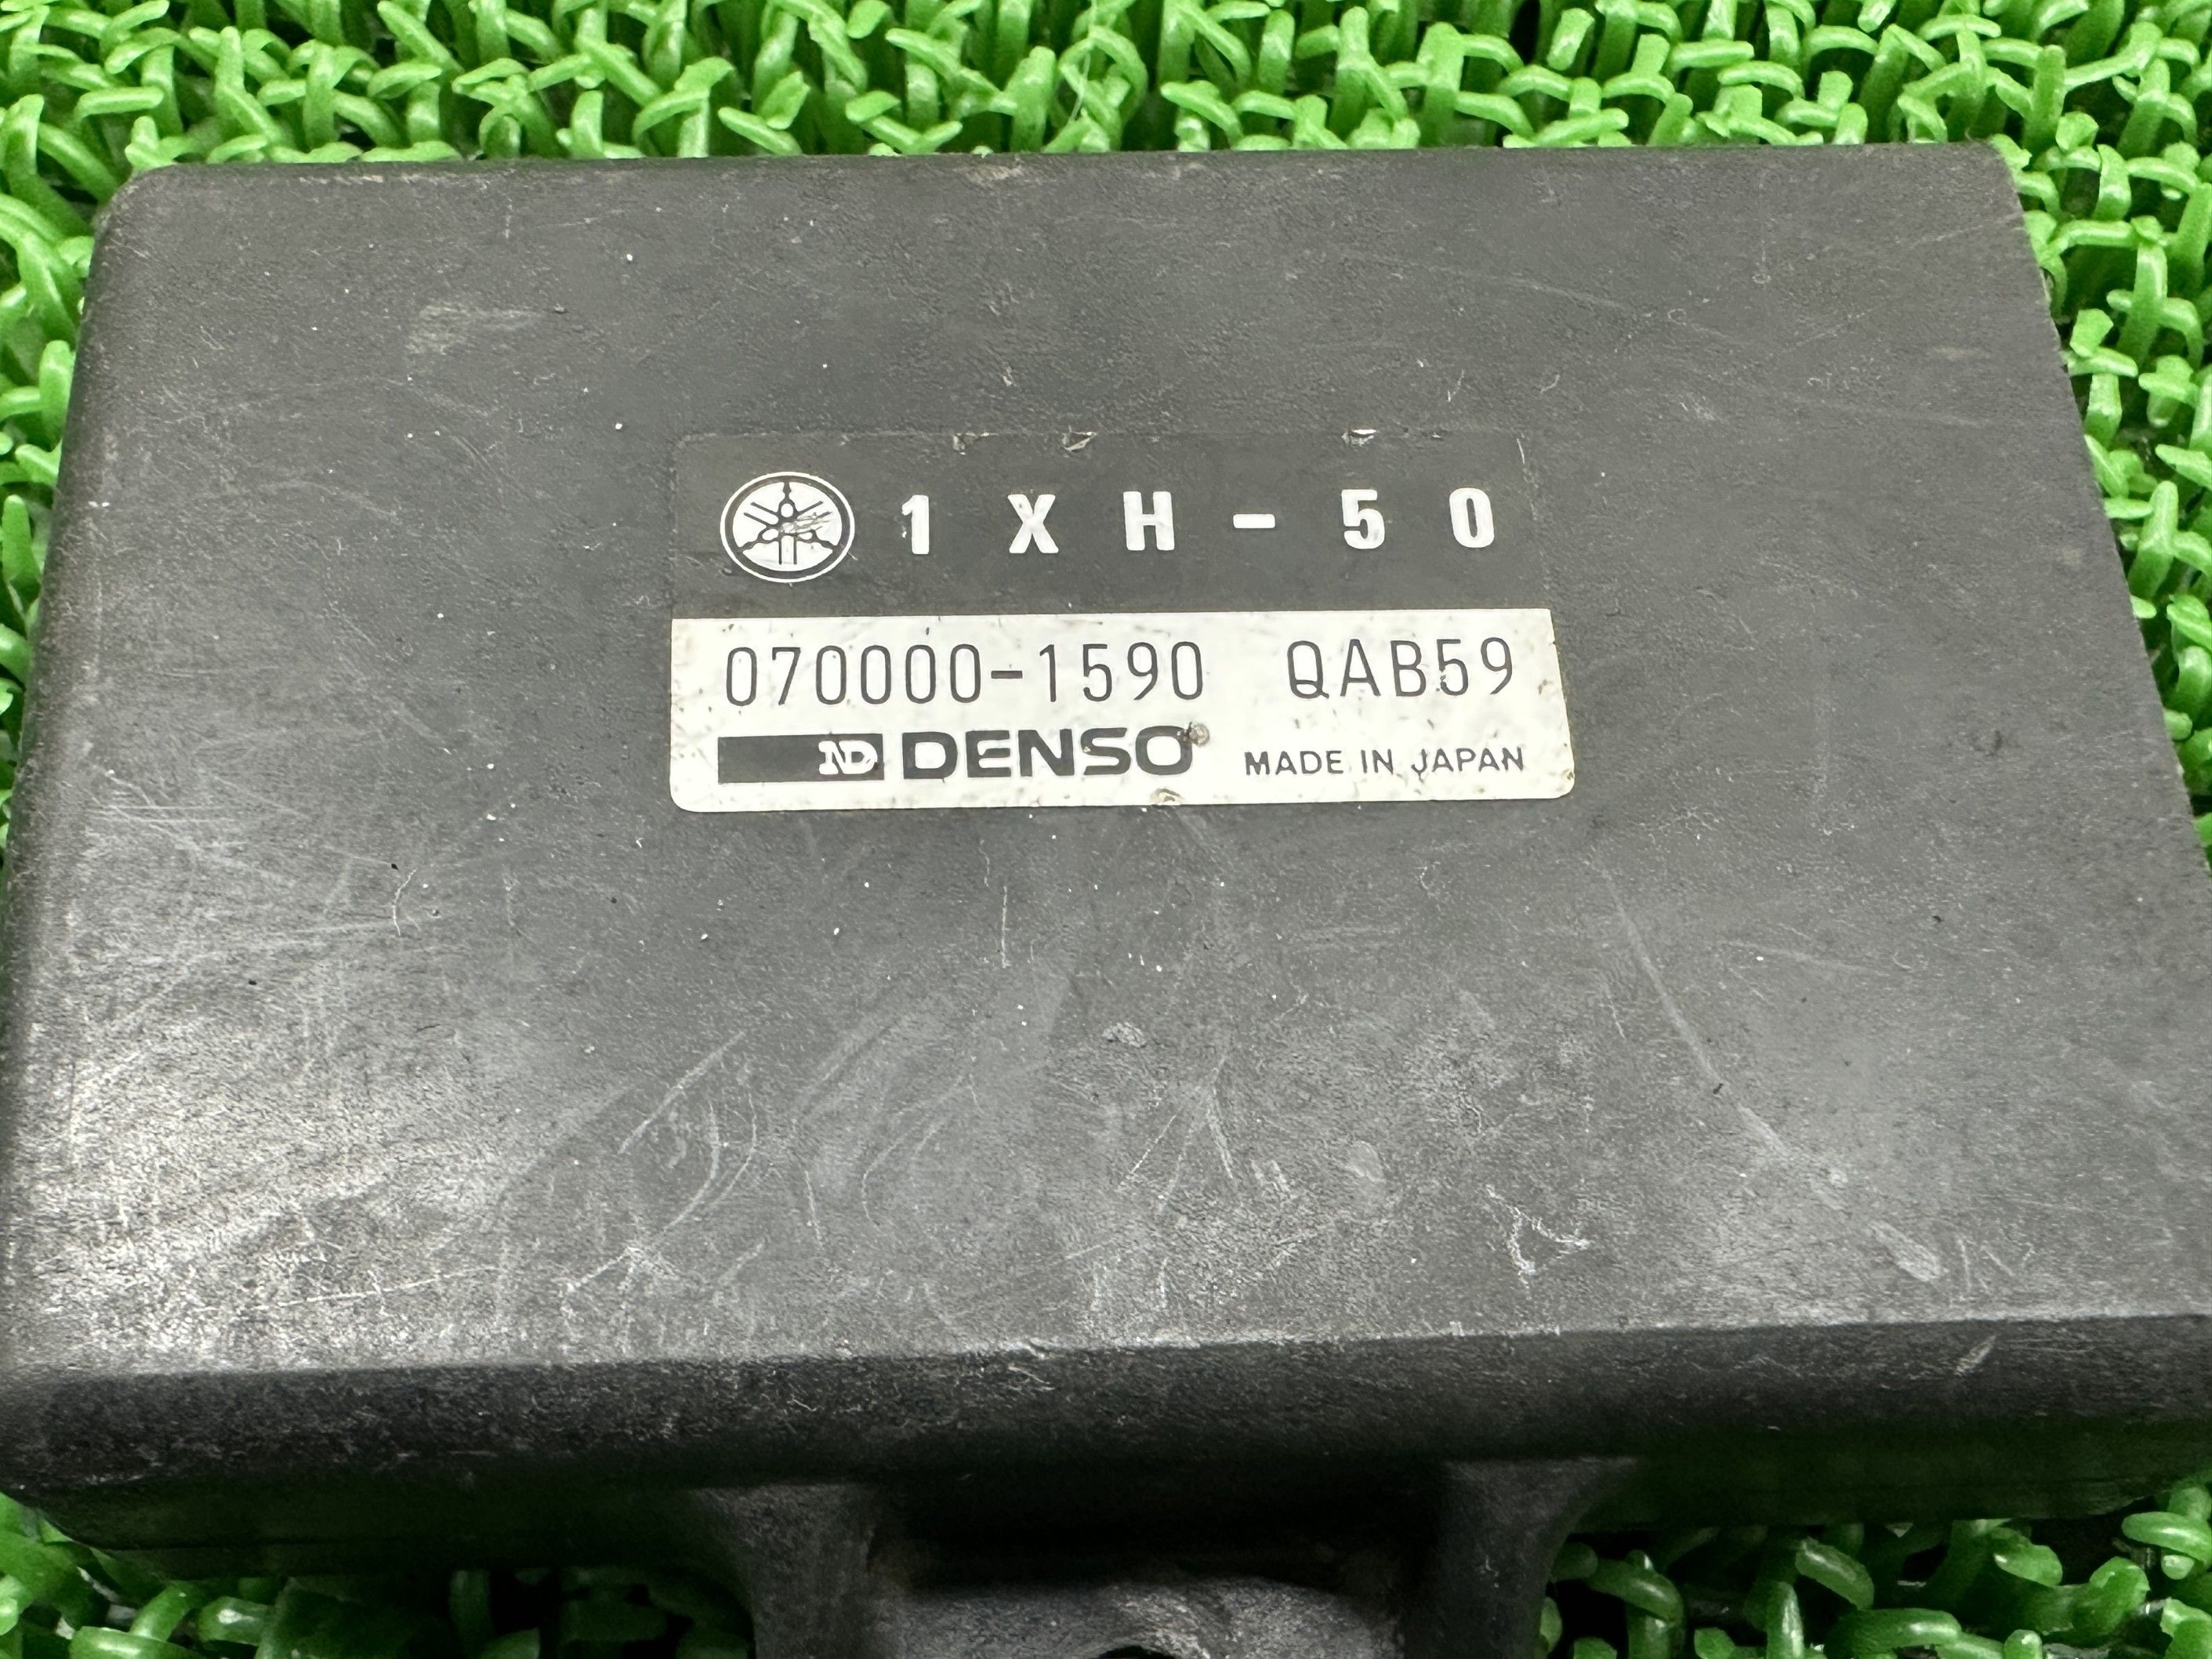 1XH-50
070000-1590 QAB59
ND DENSO MADE IN JAPAN